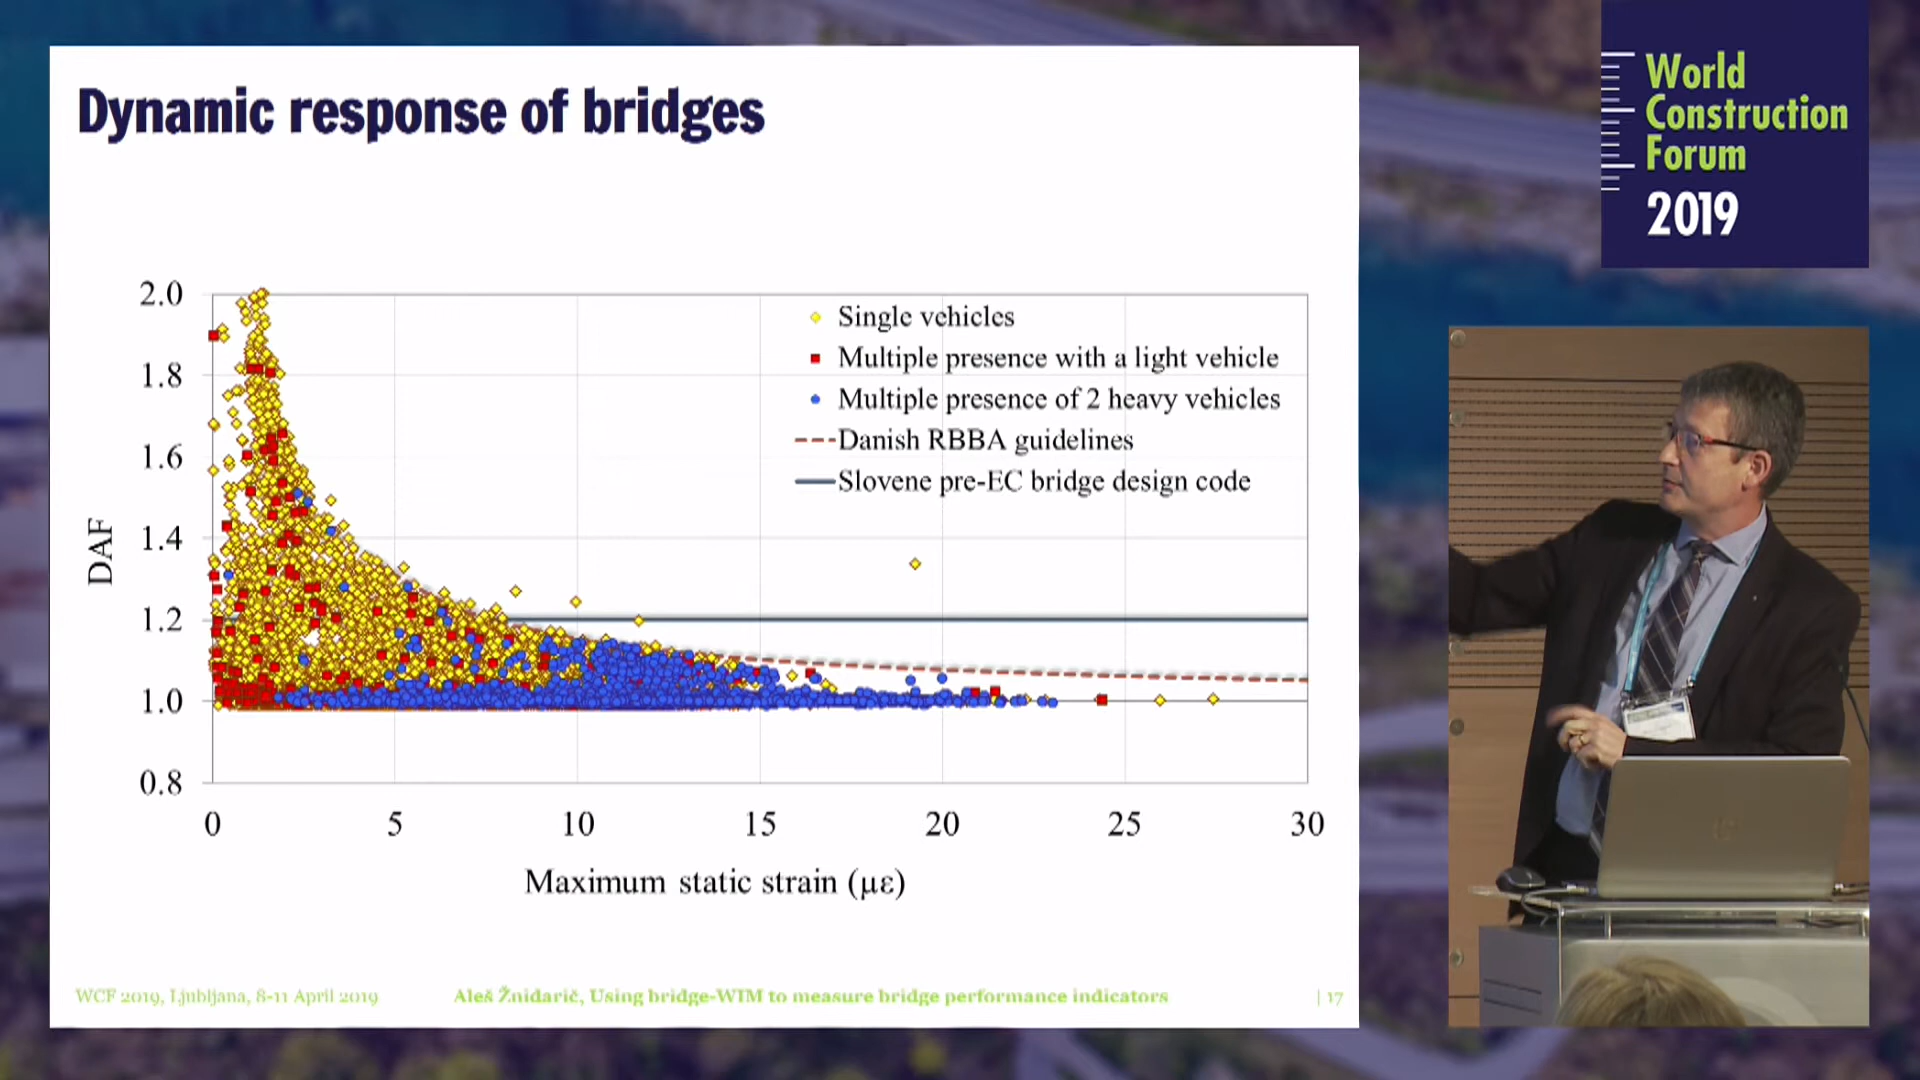 Dynamic response of bridges
World
Construction
Forum
2019
2.0
1.8
1.6
1.4
1.2
1.0
0.8
DAF
Single vehicles
Multiple presence with a light vehicle
Multiple presence of 2 heavy vehicles
Danish RBBA guidelines
Slovene pre-EC bridge design code
0 5 10 15 20 25 30
Maximum static strain (µε)
WCF 2019, Ljubljana, 8-11 April 2019
Aleš Žnidarič, Using bridge-WIM to measure bridge performance indicators
| 17